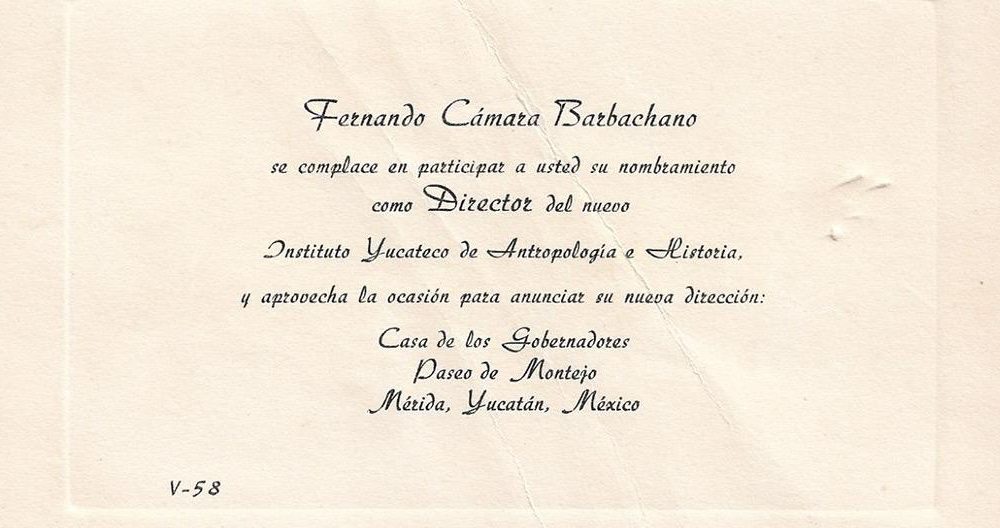 Fernando Cámara Barbachano
se complace en participar a usted su nombramiento
como Director del nuevo
Instituto Yucateco de Antropología e Historia,
y aprovecha la ocasión para anunciar su nueva dirección:
Casa de los Gobernadores
Paseo de Montejo
Mérida, Yucatán, México
V-58